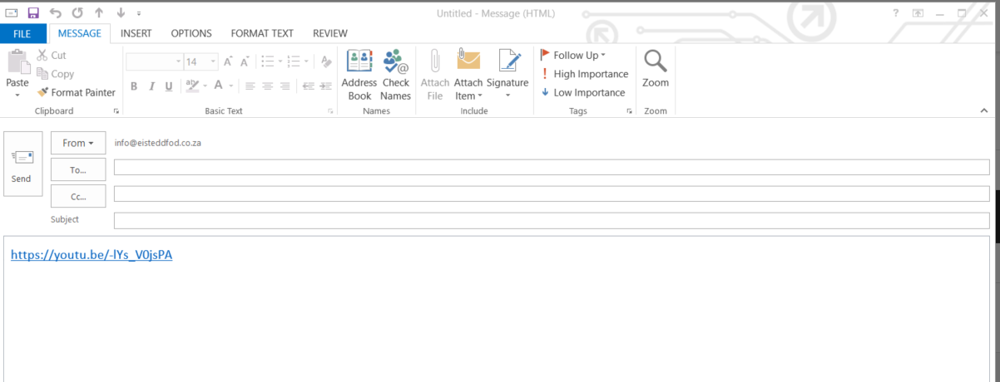 Untitled - Message (HTML)
?
FILE
MESSAGE
INSERT
OPTIONS
FORMAT TEXT
REVIEW
Paste
Cut
Copy
Format Painter
Clipboard
14
B I U
A
Basic Text
Address Book
Check Names
Names
Attach File
Attach Item
Signature
Include
Follow Up
High Importance
Low Importance
Tags
Zoom
Zoom
Send
From
info@eisteddfod.co.za
To...
Cc...
Subject
https://youtu.be/-lYs_V0jsPA